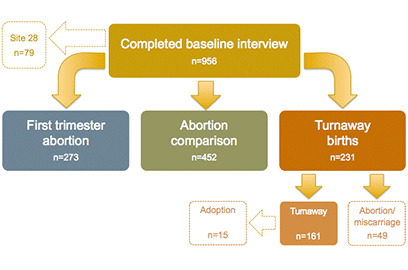 Site 28
n=79
Completed baseline interview
n=956
First trimester
abortion
n=273
Abortion
comparison
n=452
Turnaway
births
n=231
Adoption
n=15
Turnaway
n=161
Abortion/
miscarriage
n=49